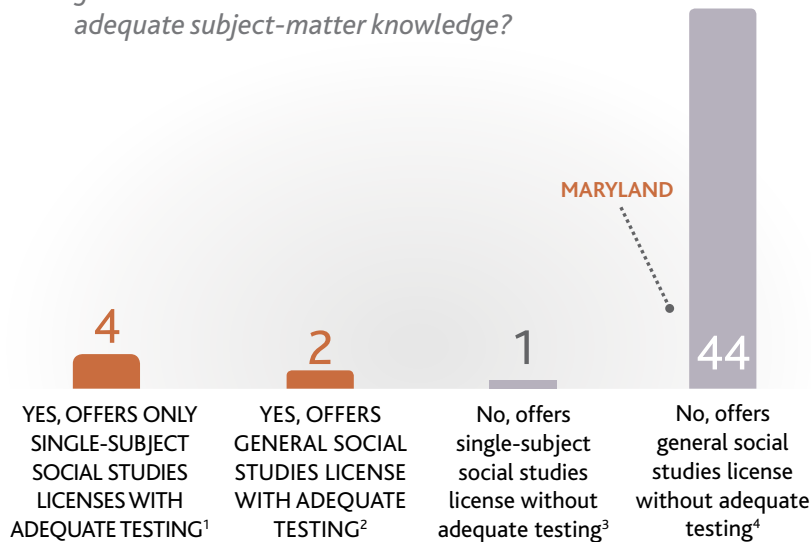 adequate subject-matter knowledge?
MARYLAND
4
2
1
44
YES, OFFERS ONLY
SINGLE-SUBJECT
SOCIAL STUDIES
LICENSES WITH
ADEQUATE TESTING¹
YES, OFFERS
GENERAL SOCIAL
STUDIES LICENSE
WITH ADEQUATE
TESTING²
No, offers
single-subject
social studies
license without
adequate testing³
No, offers
general social
studies license
without adequate
testing⁴